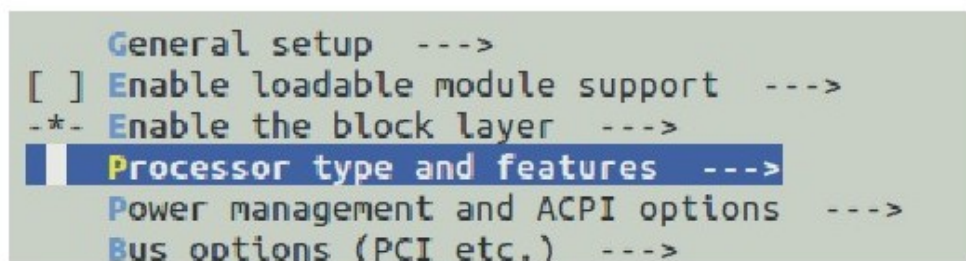 General setup  --->
[ ] Enable loadable module support  --->
-*- Enable the block layer  --->
Processor type and features  --->
Power management and ACPI options  --->
Bus options (PCI etc.)  --->